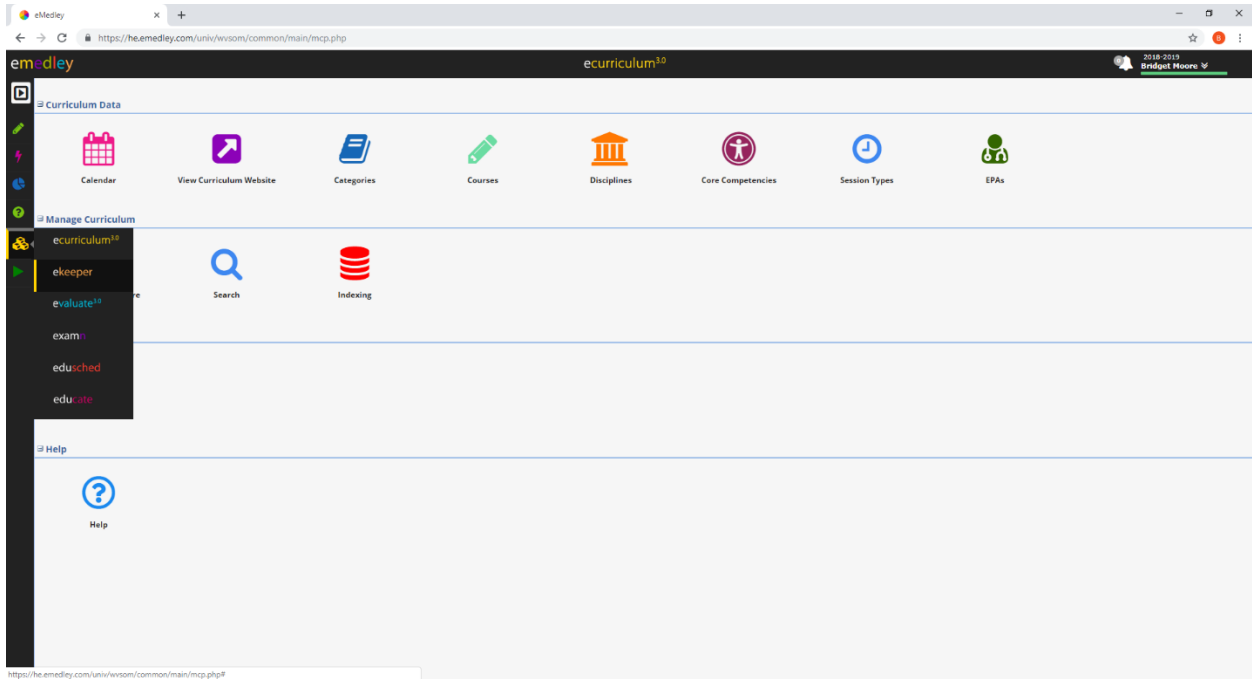 eMedley
https://he.emedley.com/univ/wvsom/common/main/mcp.php
B
emedley
ecurriculum3.0
2018-2019
Bridget Moore
Curriculum Data
Calendar
View Curriculum Website
Categories
Courses
Disciplines
Core Competencies
Session Types
EPAs
Manage Curriculum
ecurriculum3.0
ekeeper
re
Search
Indexing
evaluate3.0
examn
edusched
educate
Help
Help
https://he.emedley.com/univ/wvsom/common/main/mcp.php#